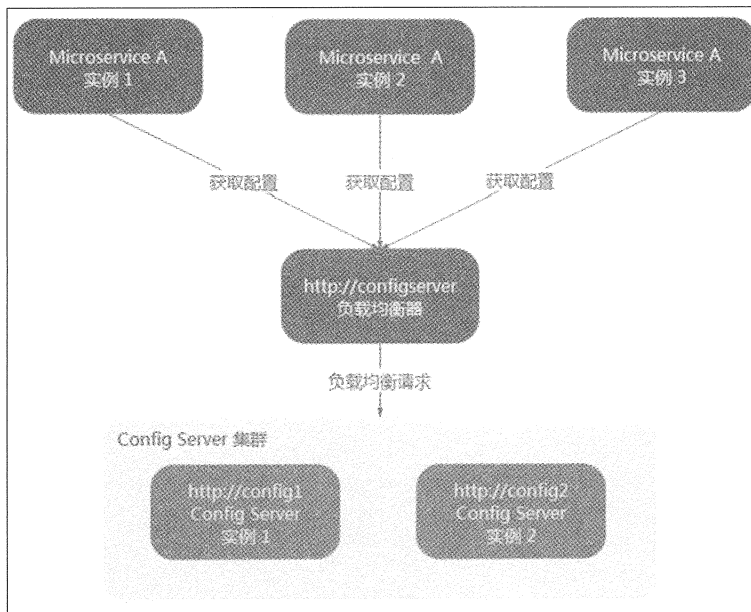 Microservice A
实例 1
Microservice A
实例 2
Microservice A
实例 3
获取配置
获取配置
获取配置
http://configserver
负载均衡器
负载均衡请求
Config Server 集群
http://config1
Config Server
实例 1
http://config2
Config Server
实例 2